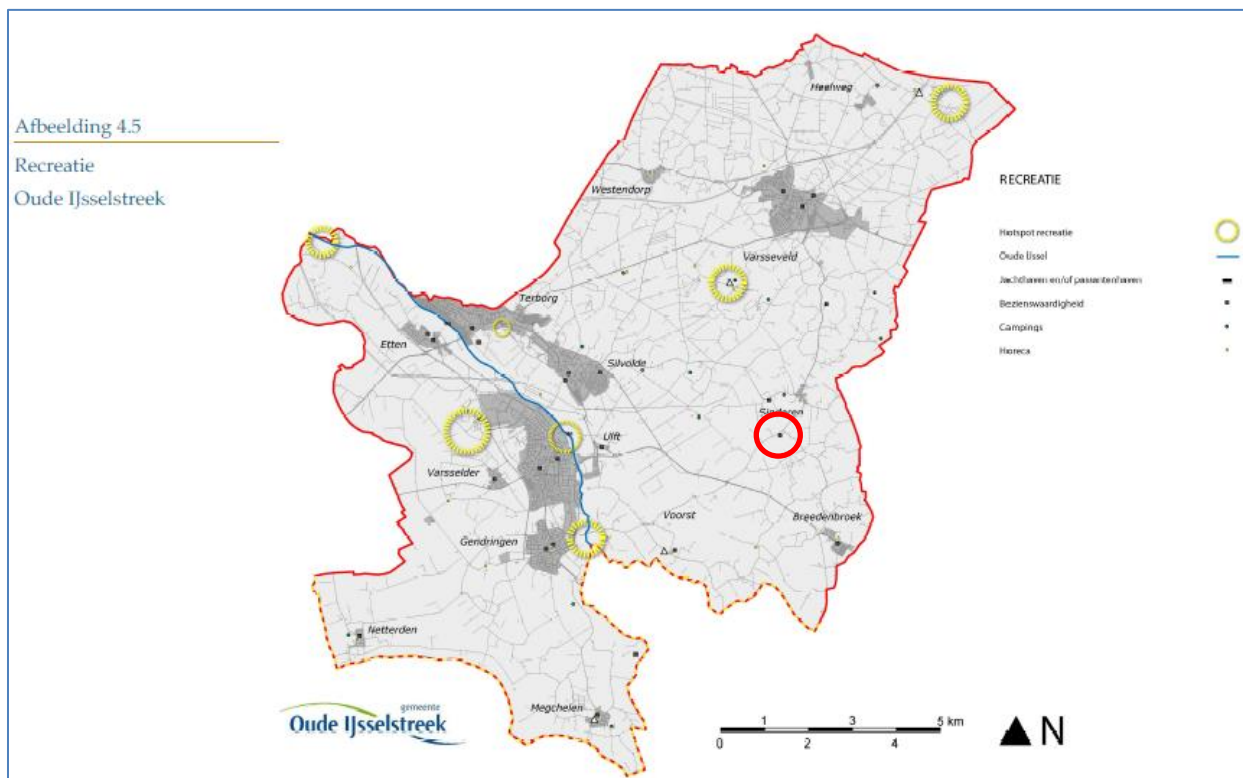 Afbeelding 4.5
Recreatie
Oude IJsselstreek
Heelweg
Westendorp
Varsseveld
Terborg
Etten
Silvolde
Sinderen
Ulft
Varsselder
Voorst
Breedenbroek
Gendringen
Netterden
Megchelen
RECREATIE
Hotspot recreatie
Oude IJssel
Jachthaven en/of passantenhaven
Bezienswaardigheid
Campings
Horeca
gemeente
Oude IJsselstreek
1 3 5 km
0 2 4
N